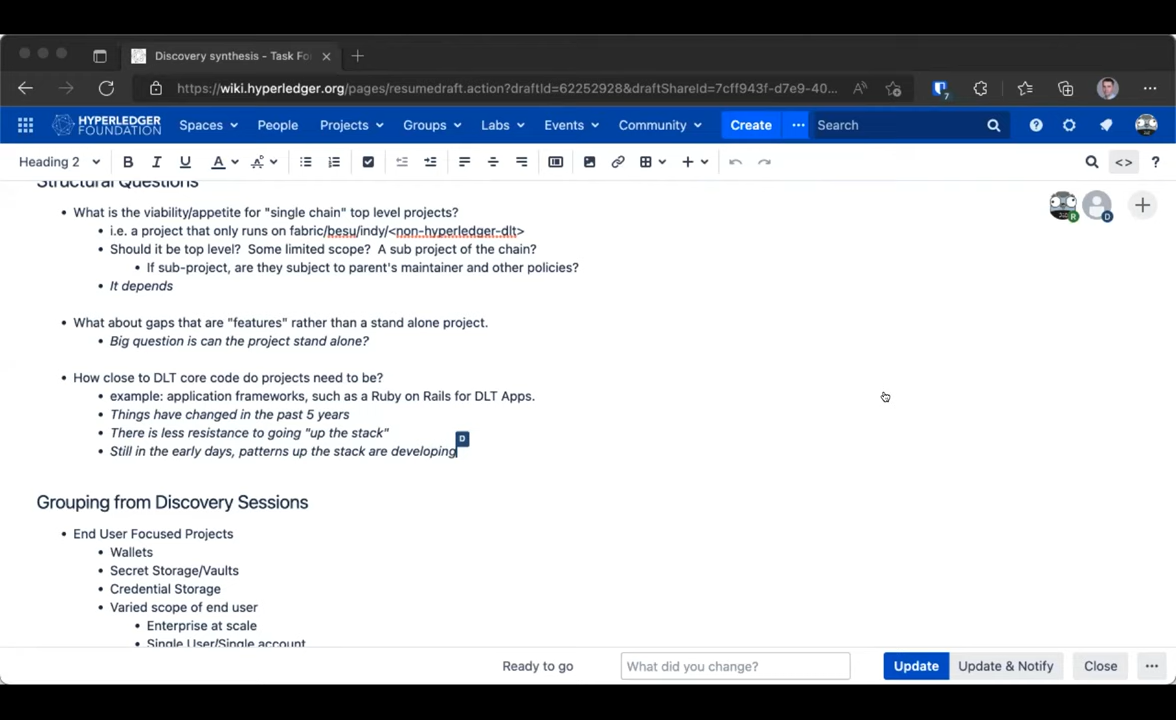 Discovery synthesis - Task Fo
https://wiki.hyperledger.org/pages/resumedraft.action?draftId=62252928&draftShareId=7cff943f-d7e9-40...
7
HYPERLEDGER
FOUNDATION
Spaces
People
Projects
Groups
Labs
Events
Community
Create
Search
Heading 2
B
I
U
A
Structural Questions
What is the viability/appetite for "single chain" top level projects?
i.e. a project that only runs on fabric/besu/indy/<non-hyperledger-dlt>
Should it be top level? Some limited scope? A sub project of the chain?
If sub-project, are they subject to parent's maintainer and other policies?
It depends
What about gaps that are "features" rather than a stand alone project.
Big question is can the project stand alone?
How close to DLT core code do projects need to be?
example: application frameworks, such as a Ruby on Rails for DLT Apps.
Things have changed in the past 5 years
There is less resistance to going "up the stack"
D
Still in the early days, patterns up the stack are developing
R
D
Grouping from Discovery Sessions
End User Focused Projects
Wallets
Secret Storage/Vaults
Credential Storage
Varied scope of end user
Enterprise at scale
Single User/Single account
Ready to go
What did you change?
Update
Update & Notify
Close